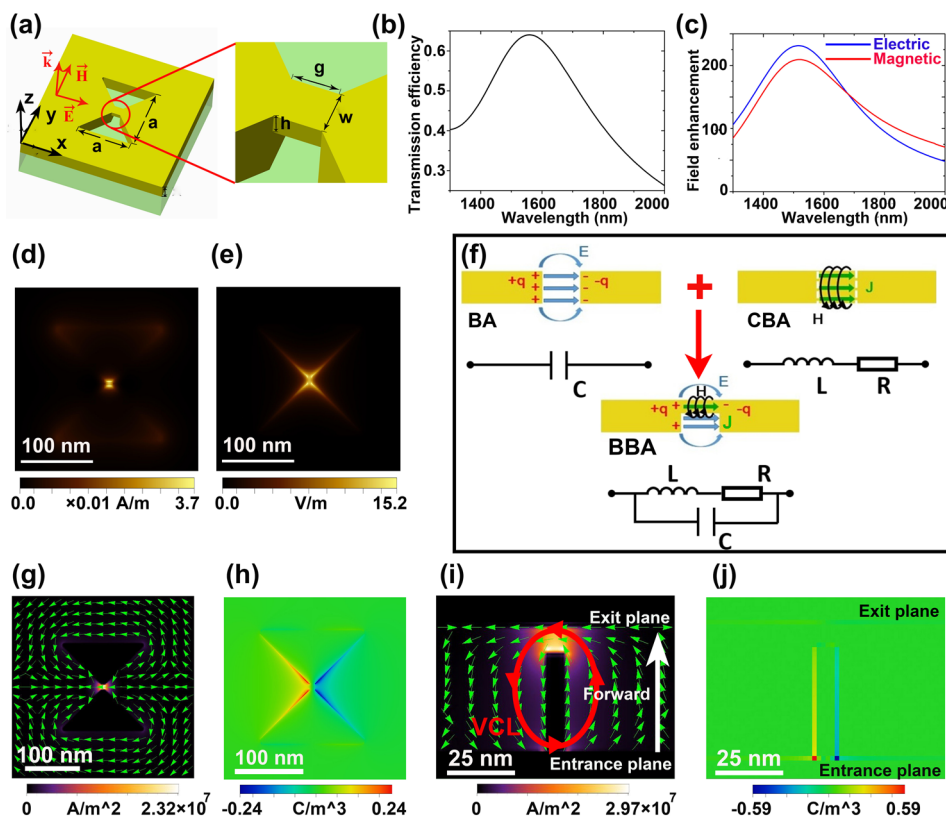 (a)
k
H
E
z
y
x
a
a
g
w
h
(b)
Transmission efficiency
0.6
0.5
0.4
0.3
1400 1600 1800 2000
Wavelength (nm)
(c)
Field enhancement
200
100
0
Electric
Magnetic
1400 1600 1800 2000
Wavelength (nm)
(d)
100 nm
0.0 ×0.01 A/m 3.7
(e)
100 nm
0.0 V/m 15.2
(f)
E
+q + - -q
+ -
+ -
BA
C
+
H
J
CBA
L R
E
H
+q + - -q
+ - J
BBA
L R
C
(g)
100 nm
0 A/m^2 2.32×10^7
(h)
100 nm
-0.24 C/m^3 0.24
(i)
Exit plane
Forward
VCL
25 nm
Entrance plane
0 A/m^2 2.97×10^7
(j)
Exit plane
25 nm
Entrance plane
-0.59 C/m^3 0.59